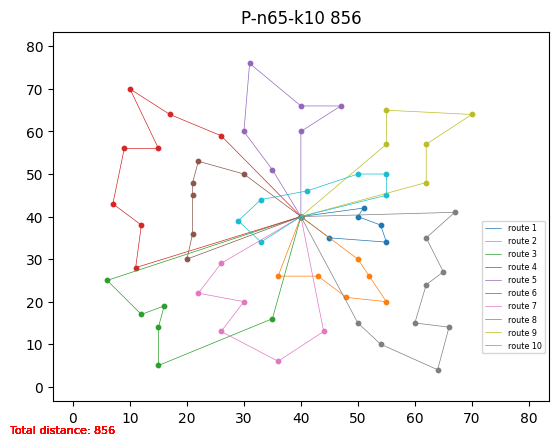 P-n65-k10 856
80
70
60
50
40
30
20
10
0
0 10 20 30 40 50 60 70 80
route 1
route 2
route 3
route 4
route 5
route 6
route 7
route 8
route 9
route 10
Total distance: 856